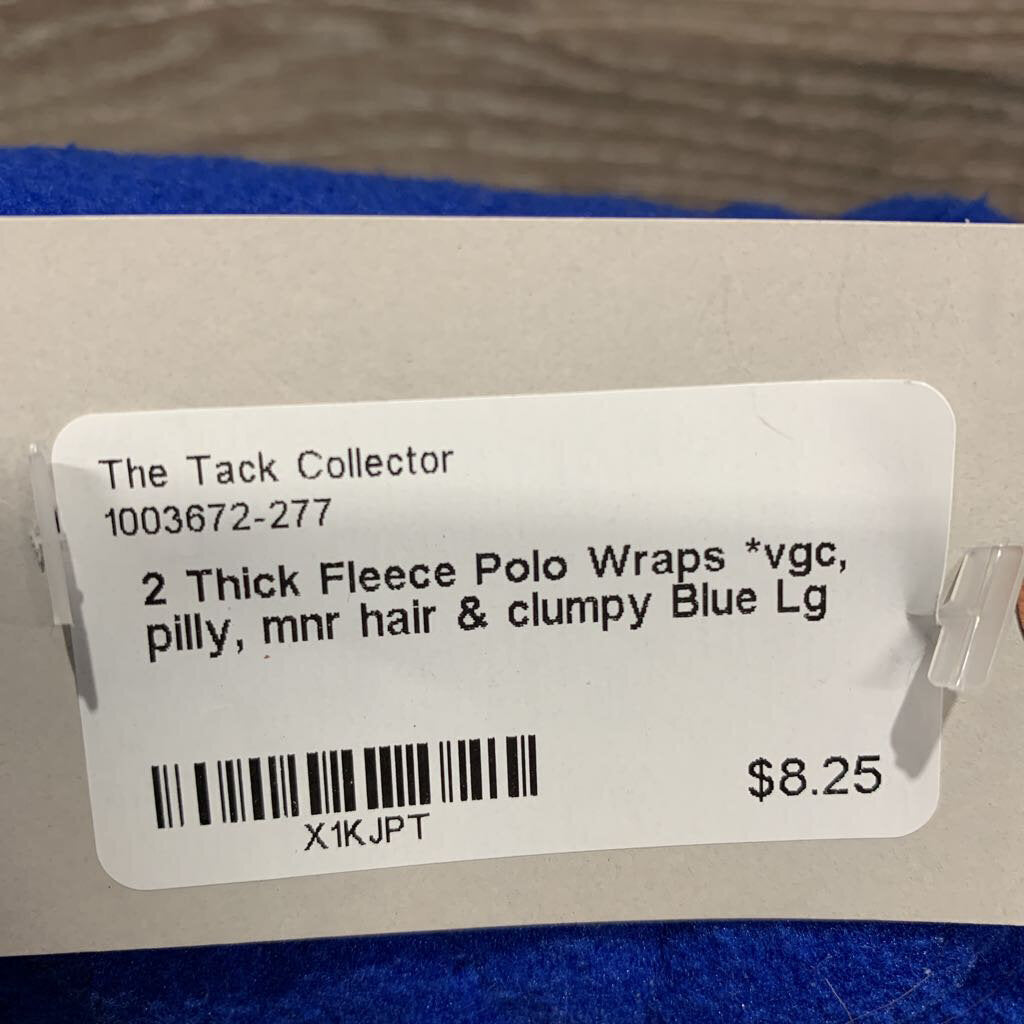 The Tack Collector
1003672-277
2 Thick Fleece Polo Wraps *vgc,
pilly, mnr hair & clumpy Blue Lg
X1KJPT
$8.25